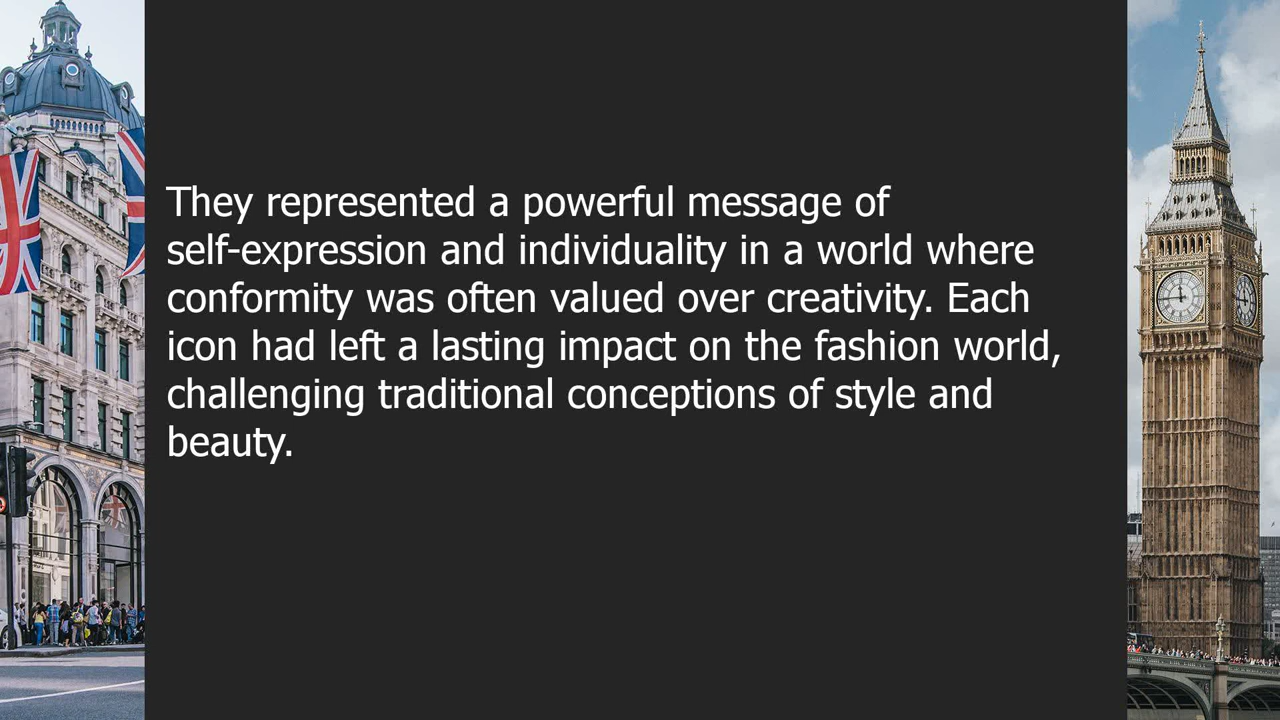 They represented a powerful message of
self-expression and individuality in a world where
conformity was often valued over creativity. Each
icon had left a lasting impact on the fashion world,
challenging traditional conceptions of style and
beauty.